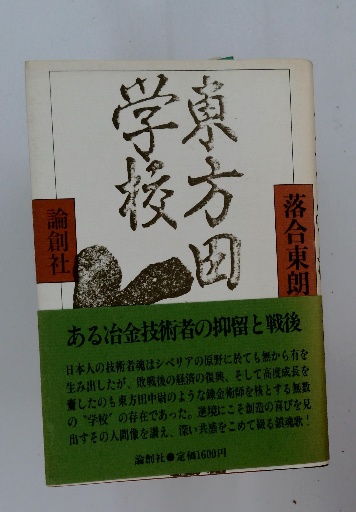 東方田
学校
落合東朗
論創社
ある冶金技術者の抑留と戦後
日本人の技術者魂はシベリアの原野に於ても無から有を
生み出したが、敗戦後の経済の復興、そして高度成長を
齎したのも東方田中尉のような錬金術師を核とする無数
の〝学校〟の存在であった。逆境にこそ創造の喜びを見
出すその人間像を讃え、深い共感をこめて綴る鎮魂歌！
論創社●定価1600円